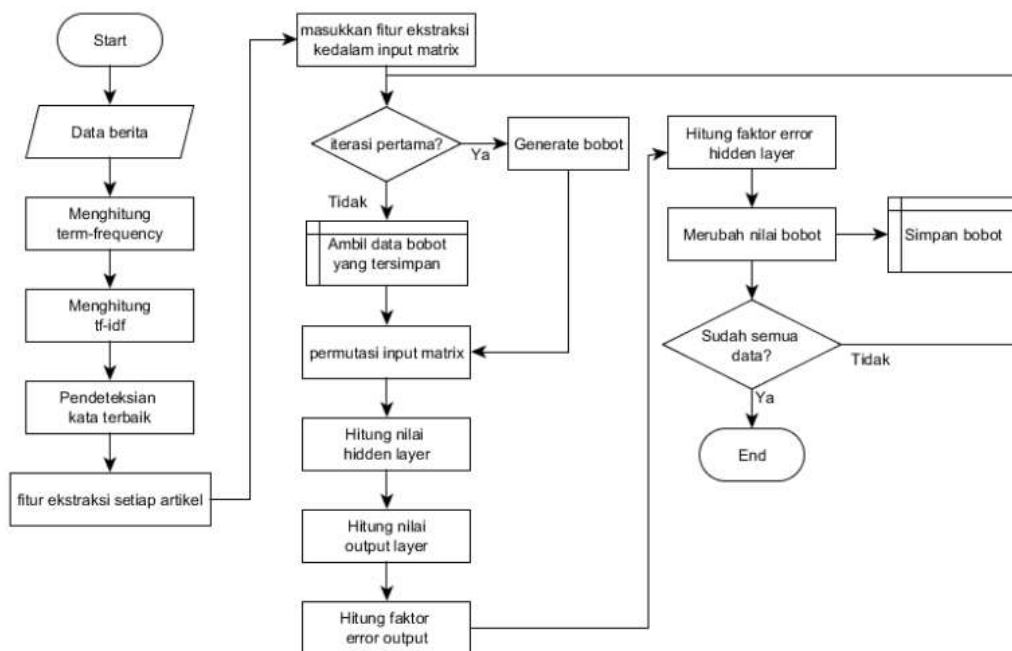 Start
Data berita
Menghitung
term-frequency
Menghitung
tf-idf
Pendeteksian
kata terbaik
fitur ekstraksi setiap artikel
masukkan fitur ekstraksi
kedalam input matrix
iterasi pertama?
Ya
Generate bobot
Tidak
Ambil data bobot
yang tersimpan
permutasi input matrix
Hitung nilai
hidden layer
Hitung nilai
output layer
Hitung faktor
error output
Hitung faktor error
hidden layer
Merubah nilai bobot
Simpan bobot
Sudah semua
data?
Tidak
Ya
End